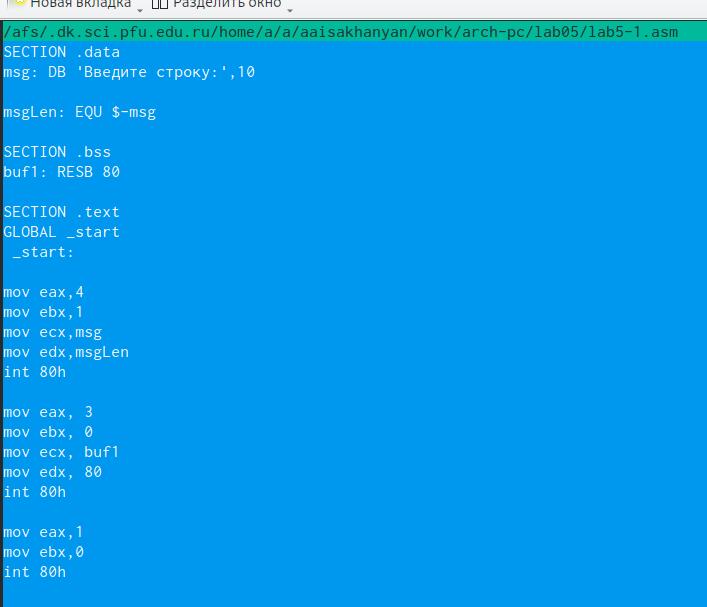 Новая вкладка Разделить окно
/afs/.dk.sci.pfu.edu.ru/home/a/a/aaisakhanyan/work/arch-pc/lab05/lab5-1.asm
SECTION .data
msg: DB 'Введите строку:',10
msgLen: EQU $-msg
SECTION .bss
buf1: RESB 80
SECTION .text
GLOBAL _start
_start:
mov eax,4
mov ebx,1
mov ecx,msg
mov edx,msgLen
int 80h
mov eax, 3
mov ebx, 0
mov ecx, buf1
mov edx, 80
int 80h
mov eax,1
mov ebx,0
int 80h